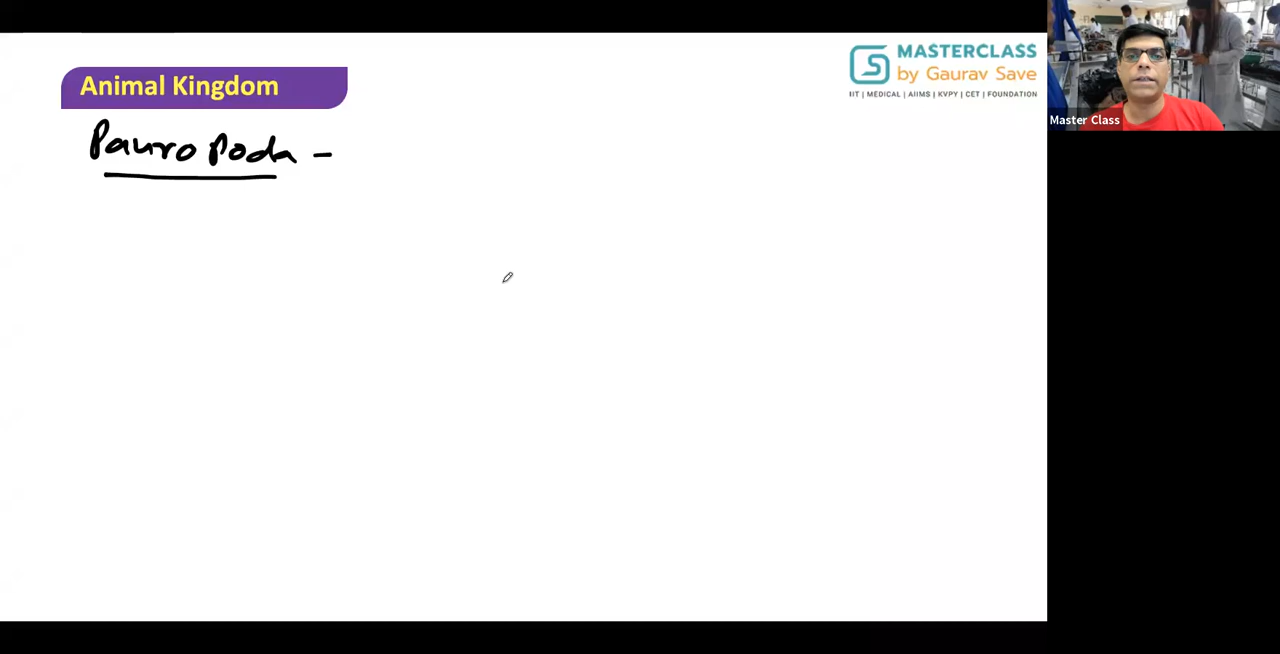 MASTERCLASS
by Gaurav Save
IIT | MEDICAL | AIIMS | KVPY | CET | FOUNDATION
Animal Kingdom
Pauro Poda –
Master Class